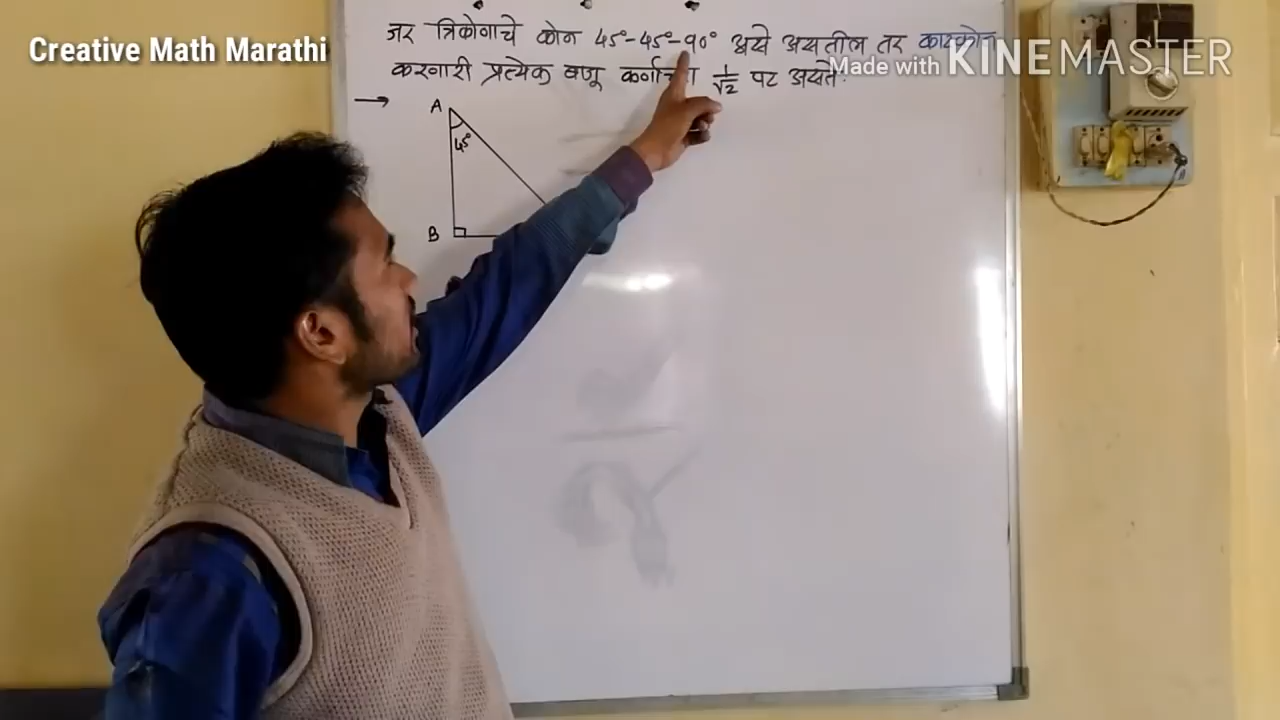 Creative Math Marathi
जर त्रिकोणाचे कोन 45°-45°-90° असे असतील तर काटकोन
Made with KINEMASTER
करणारी प्रत्येक बाजू कर्णाच्या 1/√2 पट असते.
A
45°
B